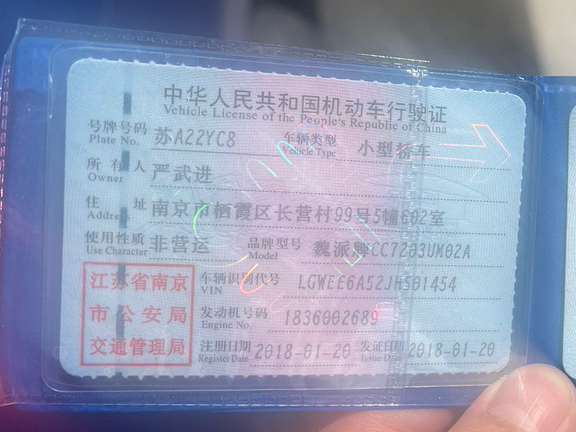 中华人民共和国机动车行驶证
Vehicle License of the People's Republic of China
号牌号码 苏A22YC8 车辆类型 小型轿车
Plate No. Vehicle Type
所有人 严武进
Owner
住址 南京市栖霞区长营村99号5幢602室
Address
使用性质 非营运 品牌型号 魏派牌CC7203UM02A
Use Character Model
江苏省南京 车辆识别代号 LGWEE6A52JH501454
VIN
市公安局 发动机号码 1836002689
Engine No.
交通管理局 注册日期 2018-01-20 发证日期 2018-01-20
Register Date Issue Date